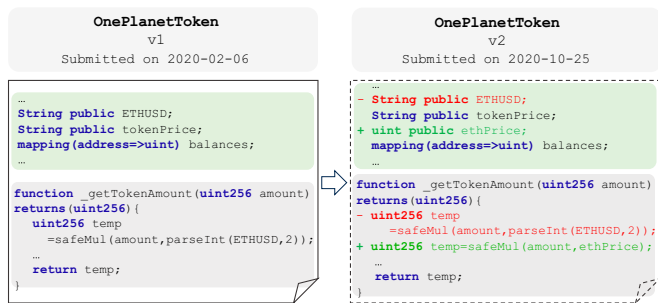 OnePlanetToken
v1
Submitted on 2020-02-06
…
String public ETHUSD;
String public tokenPrice;
mapping(address=>uint) balances;
…
function _getTokenAmount(uint256 amount)
returns(uint256){
uint256 temp
=safeMul(amount,parseInt(ETHUSD,2));
…
return temp;
}
OnePlanetToken
v2
Submitted on 2020-10-25
…
- String public ETHUSD;
String public tokenPrice;
+ uint public ethPrice;
mapping(address=>uint) balances;
…
function _getTokenAmount(uint256 amount)
returns(uint256){
- uint256 temp
=safeMul(amount,parseInt(ETHUSD,2));
+ uint256 temp=safeMul(amount,ethPrice);
…
return temp;
}